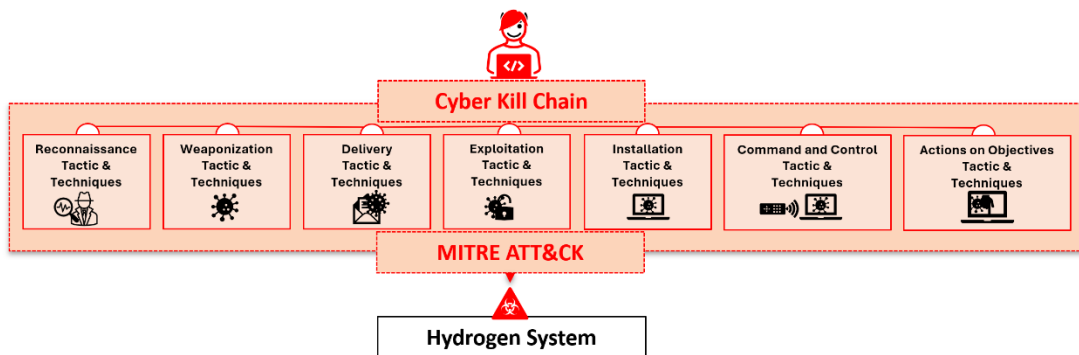 </>
Cyber Kill Chain
Reconnaissance
Tactic &
Techniques
Weaponization
Tactic &
Techniques
Delivery
Tactic &
Techniques
Exploitation
Tactic &
Techniques
Installation
Tactic &
Techniques
Command and Control
Tactic &
Techniques
Actions on Objectives
Tactic &
Techniques
MITRE ATT&CK
Hydrogen System